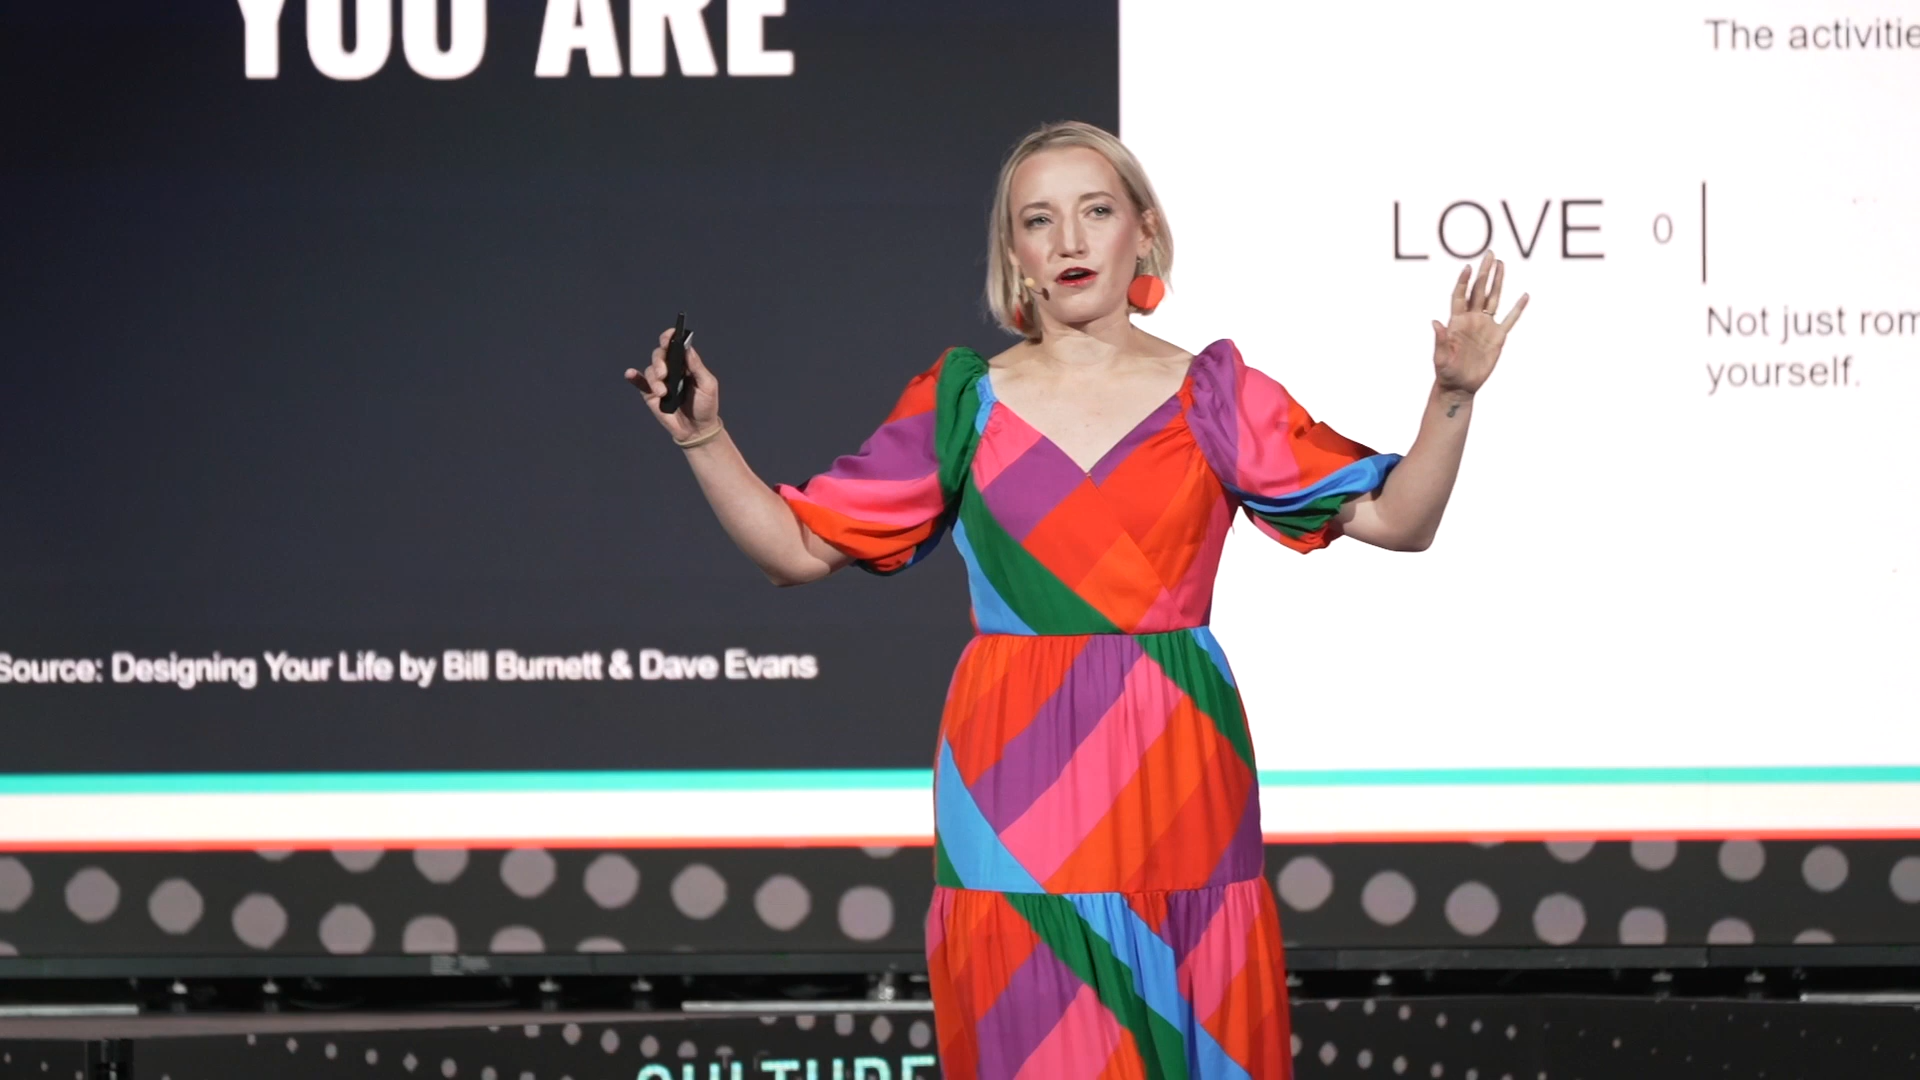 YOU ARE
Source: Designing Your Life by Bill Burnett & Dave Evans
The activitie
LOVE 0
Not just rom
yourself.
CULTURE